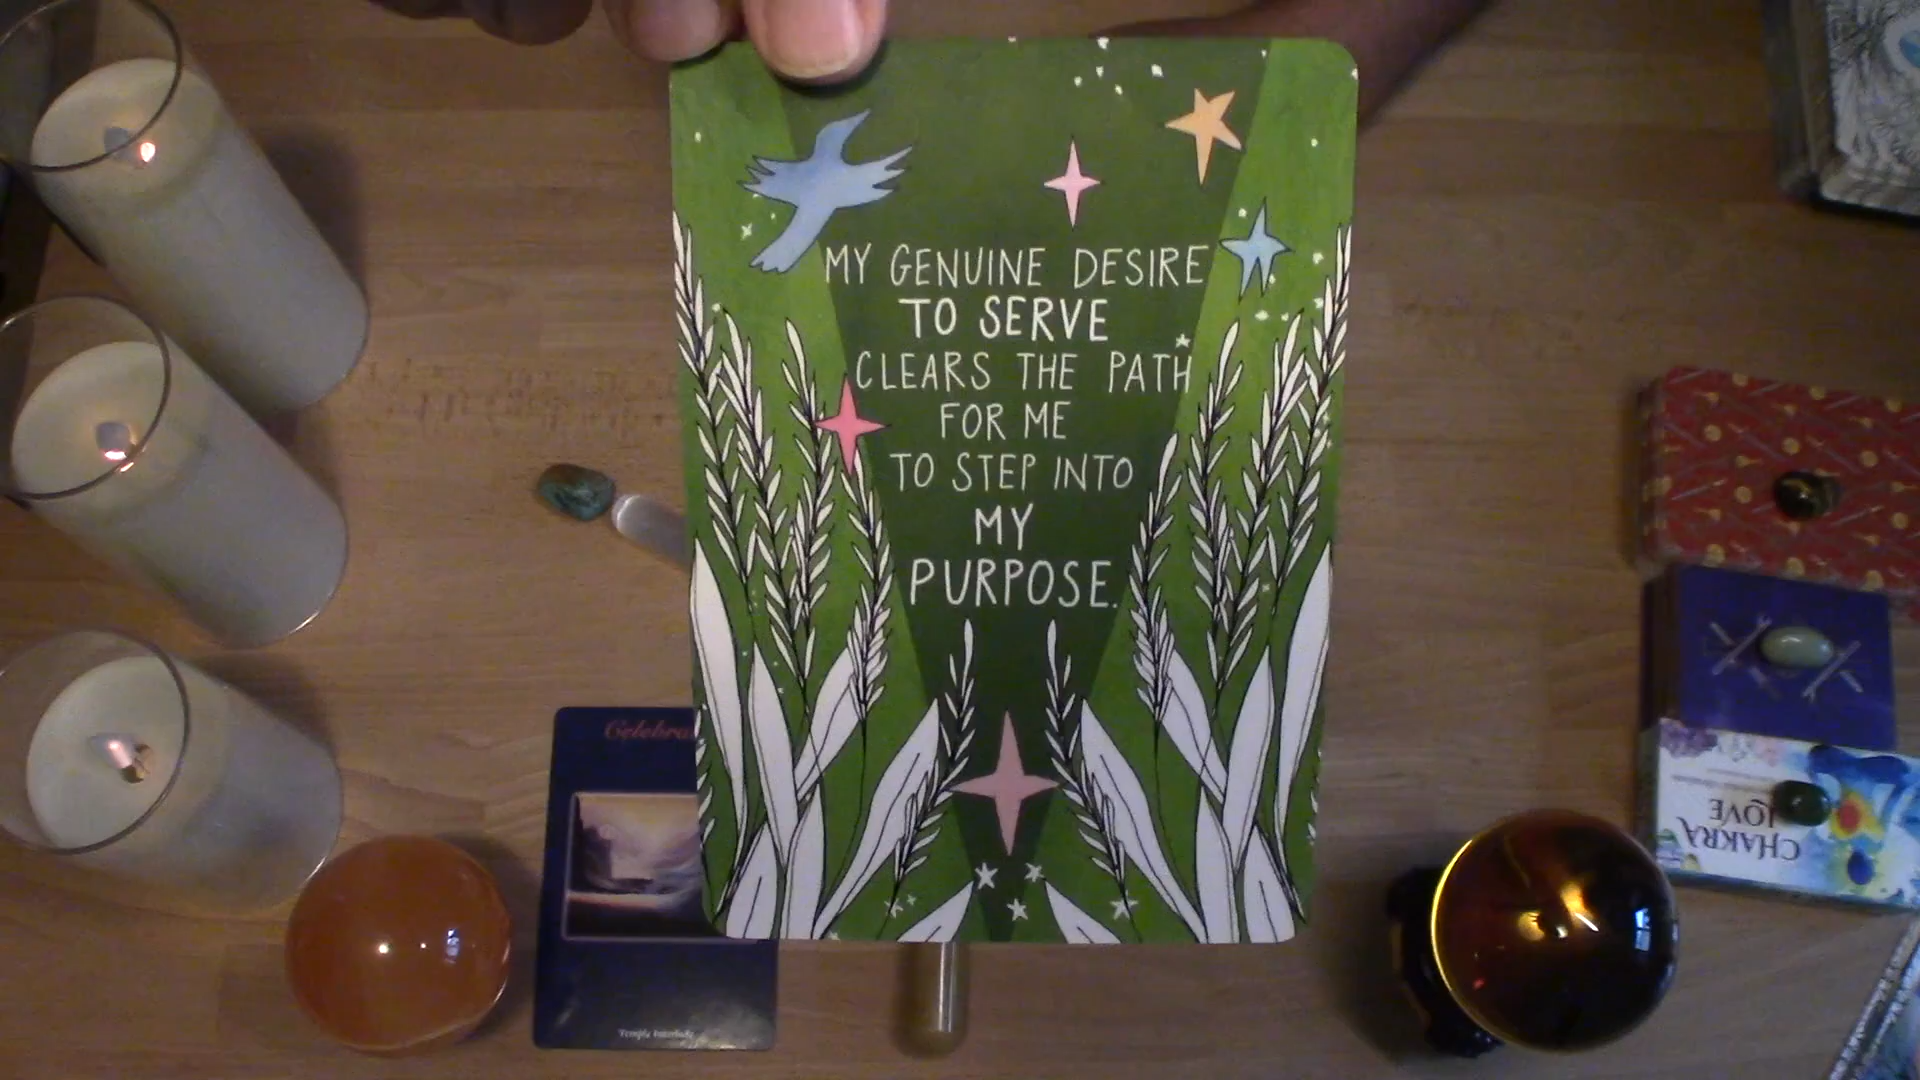 MY GENUINE DESIRE
TO SERVE
CLEARS THE PATH
FOR ME
TO STEP INTO
MY
PURPOSE.
CHAKRA
LOVE